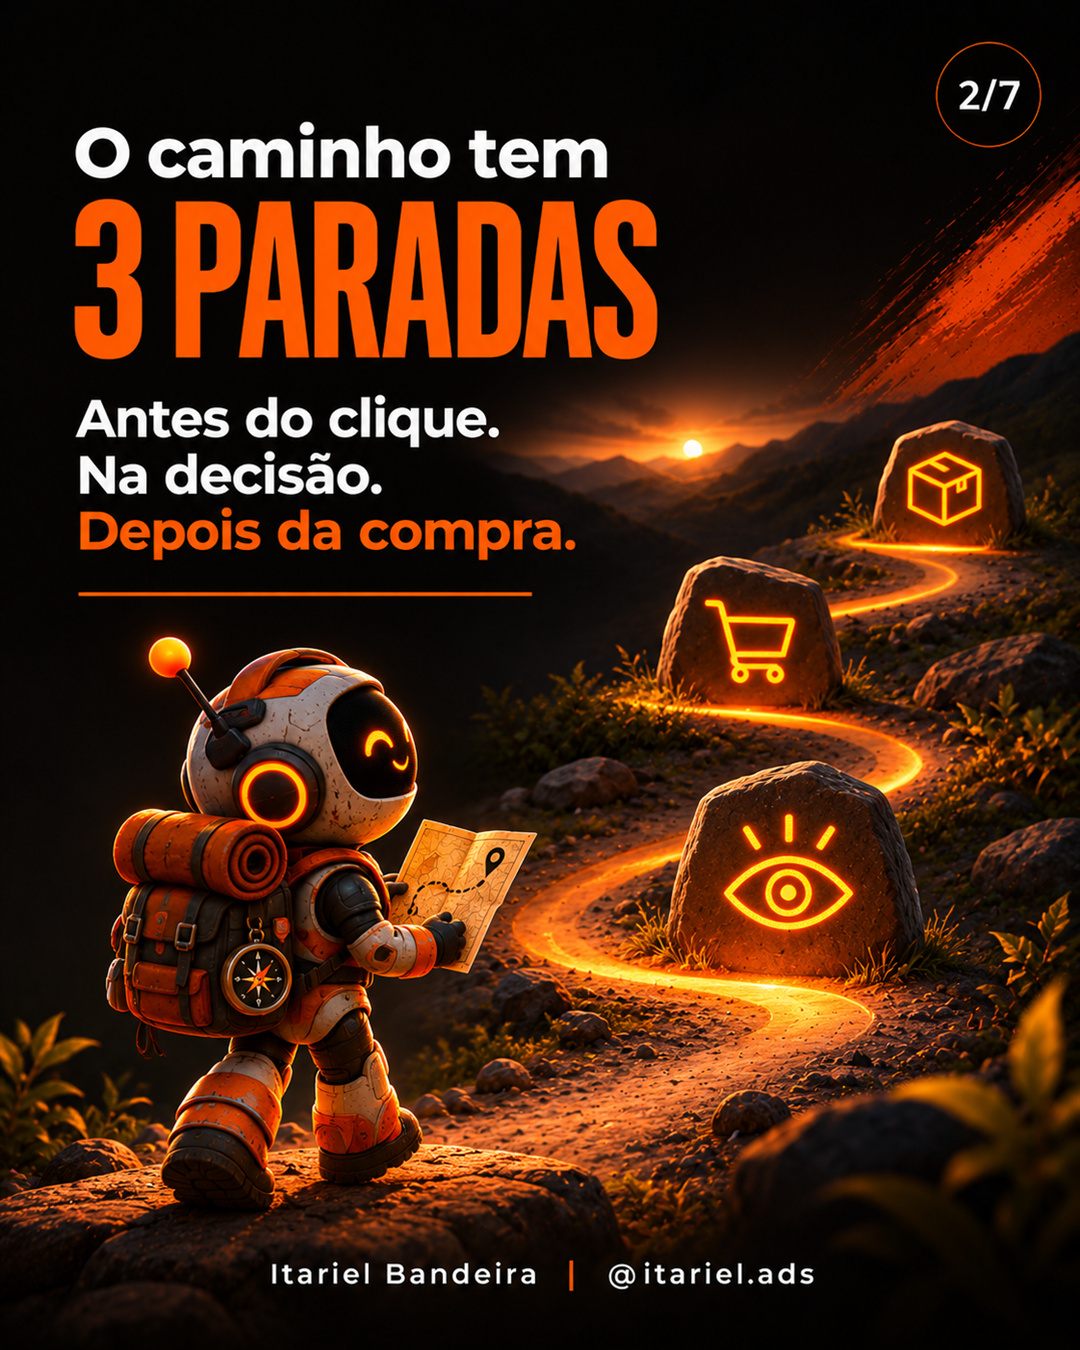 2/7
O caminho tem
3 PARADAS
Antes do clique.
Na decisão.
Depois da compra.
Itariel Bandeira | @itariel.ads